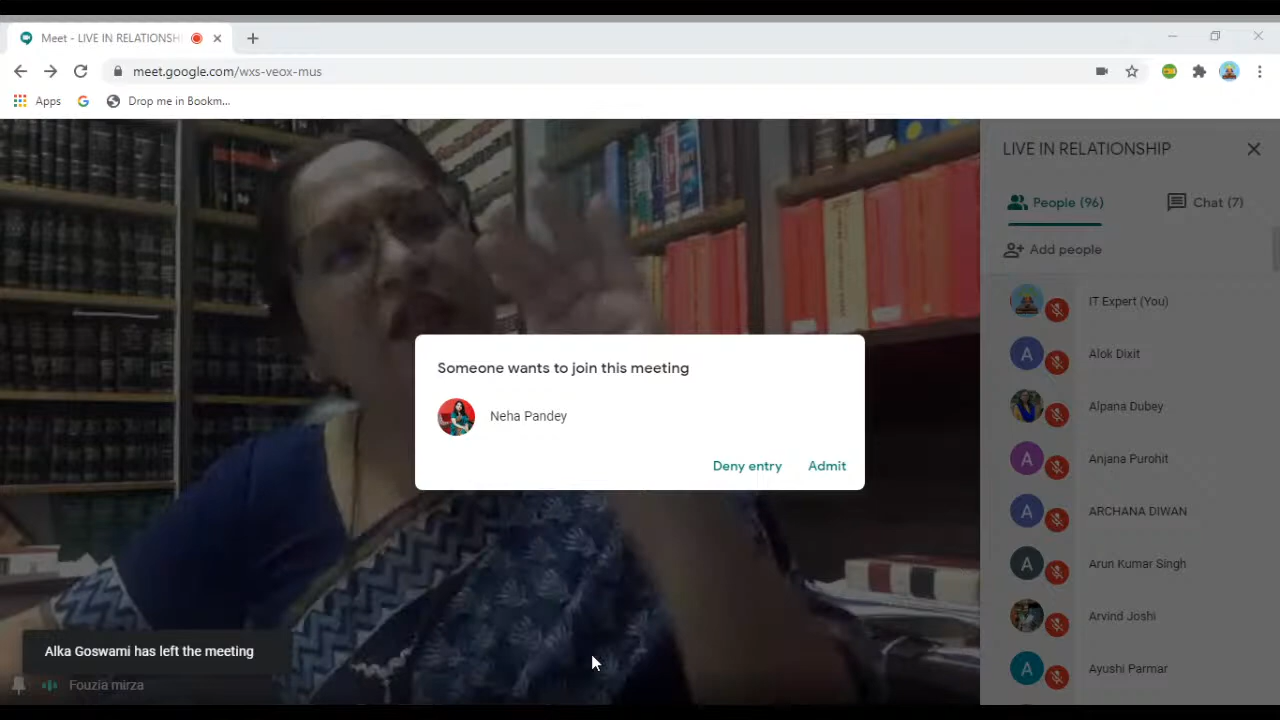 Meet - LIVE IN RELATIONSH
meet.google.com/wxs-veox-mus
Apps
G
Drop me in Bookm...
LIVE IN RELATIONSHIP
People (96)
Chat (7)
Add people
IT Expert (You)
A
Alok Dixit
Alpana Dubey
A
Anjana Purohit
A
ARCHANA DIWAN
A
Arun Kumar Singh
Arvind Joshi
A
Ayushi Parmar
Someone wants to join this meeting
Neha Pandey
Deny entry
Admit
Alka Goswami has left the meeting
Fouzia mirza